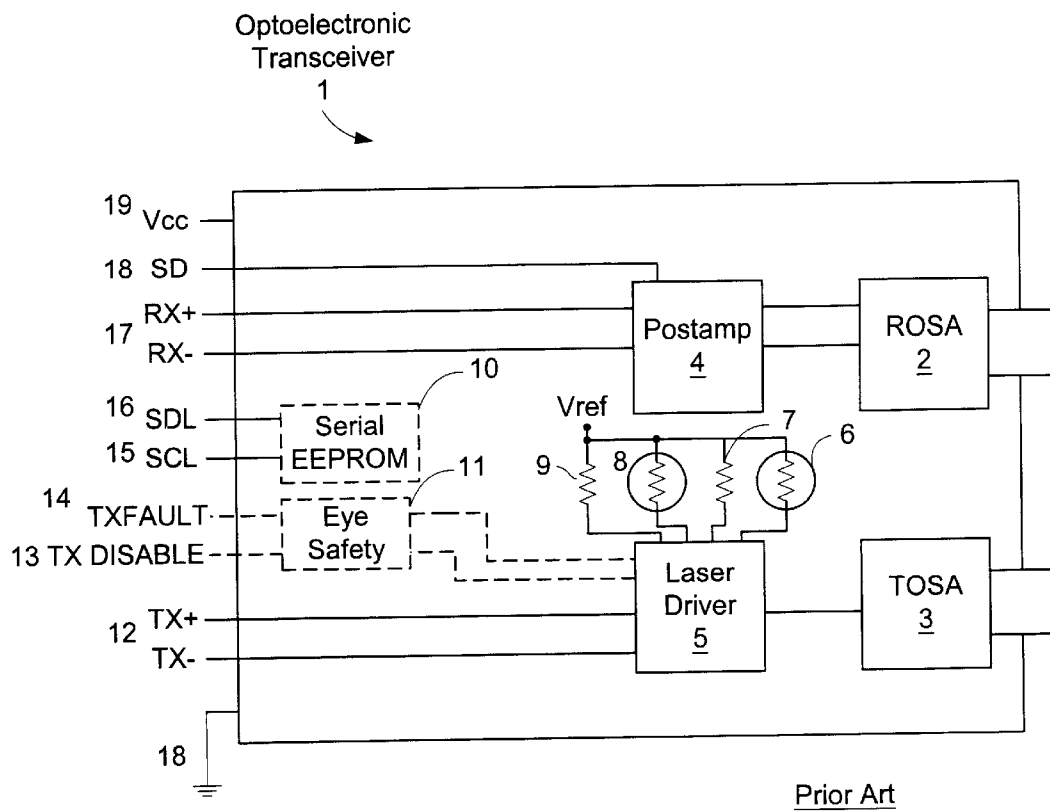 Optoelectronic
Transceiver
1
19 Vcc
18 SD
RX+
17
RX-
Postamp
4
ROSA
2
10
16 SDL
15 SCL
Serial
EEPROM
Vref
7
6
9
8
11
14
TXFAULT
13 TX DISABLE
Eye
Safety
Laser
Driver
5
TOSA
3
12 TX+
TX-
18
Prior Art